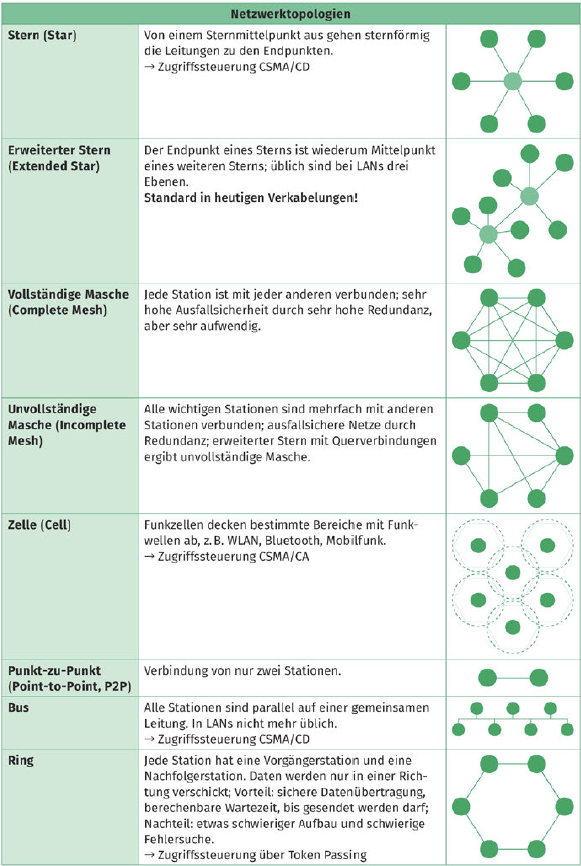 Netzwerktopologien
Stern (Star)
Von einem Sternmittelpunkt aus gehen sternförmig
die Leitungen zu den Endpunkten.
→ Zugriffssteuerung CSMA/CD
Erweiterter Stern
(Extended Star)
Der Endpunkt eines Sterns ist wiederum Mittelpunkt
eines weiteren Sterns; üblich sind bei LANs drei
Ebenen.
Standard in heutigen Verkabelungen!
Vollständige Masche
(Complete Mesh)
Jede Station ist mit jeder anderen verbunden; sehr
hohe Ausfallsicherheit durch sehr hohe Redundanz,
aber sehr aufwendig.
Unvollständige
Masche (Incomplete
Mesh)
Alle wichtigen Stationen sind mehrfach mit anderen
Stationen verbunden; ausfallsichere Netze durch
Redundanz; erweiterter Stern mit Querverbindungen
ergibt unvollständige Masche.
Zelle (Cell)
Funkzellen decken bestimmte Bereiche mit Funk-
wellen ab, z. B. WLAN, Bluetooth, Mobilfunk.
→ Zugriffssteuerung CSMA/CA
Punkt-zu-Punkt
(Point-to-Point, P2P)
Verbindung von nur zwei Stationen.
Bus
Alle Stationen sind parallel auf einer gemeinsamen
Leitung. In LANs nicht mehr üblich.
→ Zugriffssteuerung CSMA/CD
Ring
Jede Station hat eine Vorgängerstation und eine
Nachfolgerstation. Daten werden nur in einer Rich-
tung verschickt; Vorteil: sichere Datenübertragung,
berechenbare Wartezeit, bis gesendet werden darf;
Nachteil: etwas schwieriger Aufbau und schwierige
Fehlersuche.
→ Zugriffssteuerung über Token Passing